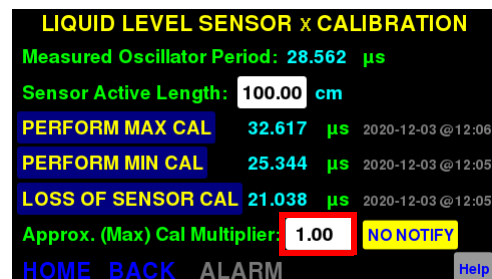 LIQUID LEVEL SENSOR x CALIBRATION
Measured Oscillator Period: 28.562 µs
Sensor Active Length: 100.00 cm
PERFORM MAX CAL 32.617 µs 2020-12-03 @12:06
PERFORM MIN CAL 25.344 µs 2020-12-03 @12:05
LOSS OF SENSOR CAL 21.038 µs 2020-12-03 @12:05
Approx. (Max) Cal Multiplier: 1.00 NO NOTIFY
HOME BACK ALARM Help